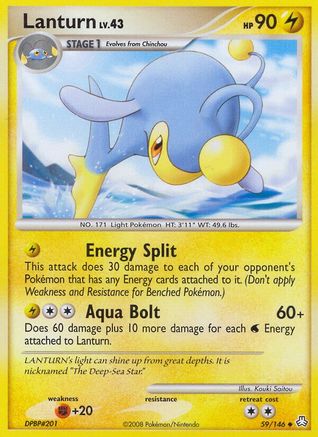 Lanturn LV.43
HP 90
STAGE 1 Evolves from Chinchou
NO. 171 Light Pokémon HT: 3'11" WT: 49.6 lbs.
Energy Split
This attack does 30 damage to each of your opponent's
Pokémon that has any Energy cards attached to it. (Don't apply
Weakness and Resistance for Benched Pokémon.)
Aqua Bolt 60+
Does 60 damage plus 10 more damage for each Energy
attached to Lanturn.
LANTURN's light can shine up from great depths. It is
nicknamed "The Deep-Sea Star."
Illus. Kouki Saitou
weakness resistance retreat cost
+20
DPBP#201 ©2008 Pokémon/Nintendo 59/146